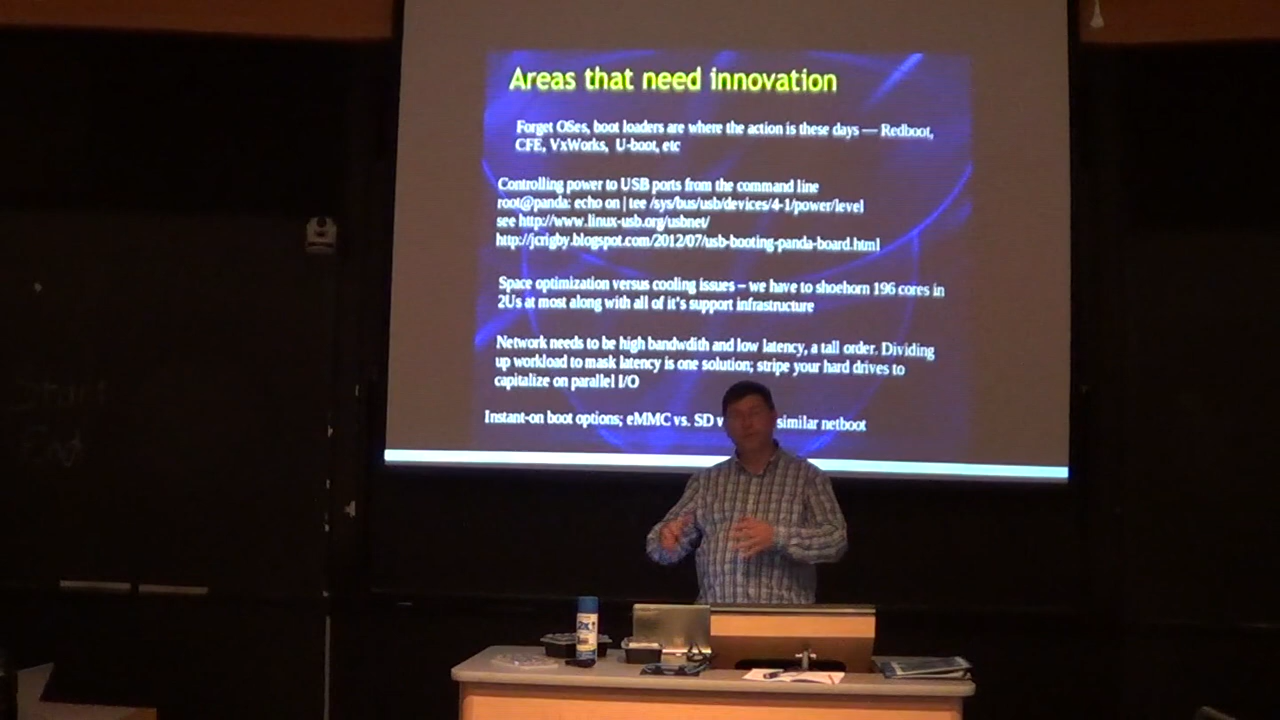 Areas that need innovation
Forget OSes, boot loaders are where the action is these days — Redboot,
CFE, VxWorks, U-boot, etc
Controlling power to USB ports from the command line
root@panda: echo on | tee /sys/bus/usb/devices/4-1/power/level
see http://www.linux-usb.org/usbnet/
http://jcrigby.blogspot.com/2012/07/usb-booting-panda-board.html
Space optimization versus cooling issues – we have to shoehorn 196 cores in
2Us at most along with all of it's support infrastructure
Network needs to be high bandwdith and low latency, a tall order. Dividing
up workload to mask latency is one solution; stripe your hard drives to
capitalize on parallel I/O
Instant-on boot options; eMMC vs. SD similar netboot
2X